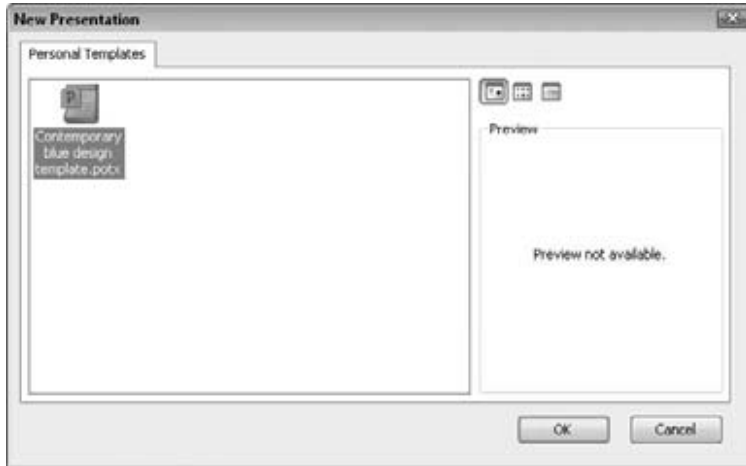 New Presentation
Personal Templates
Contemporary
blue design
template.potx
Preview
Preview not available.
OK
Cancel